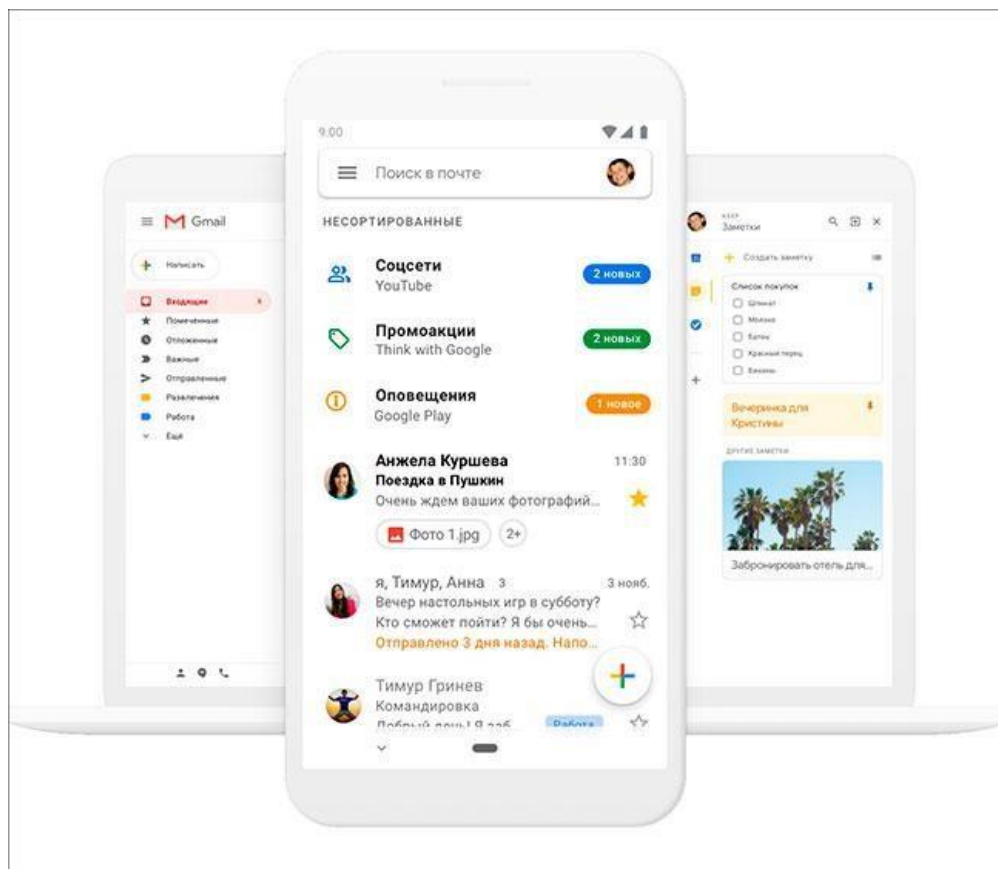 Gmail
Написать
Входящие
Помеченные
Отложенные
Важные
Отправленные
Развлечения
Работа
Ещё
9:00
Поиск в почте
НЕСОРТИРОВАННЫЕ
Соцсети
YouTube
2 новых
Промоакции
Think with Google
2 новых
Оповещения
Google Play
1 новое
Анжела Куршева 11:30
Поездка в Пушкин
Очень ждем ваших фотографий...
Фото 1.jpg 2+
я, Тимур, Анна 3 3 нояб.
Вечер настольных игр в субботу?
Кто сможет пойти? Я бы очень...
Отправлено 3 дня назад. Напо...
Тимур Гринев
Командировка
Добрый день! Я заб... Работа
KEEP
Заметки
Создать заметку
Список покупок
Шпинат
Молоко
Батон
Красный перец
Бананы
Вечеринка для
Кристины
ДРУГИЕ ЗАМЕТКИ
Забронировать отель для...